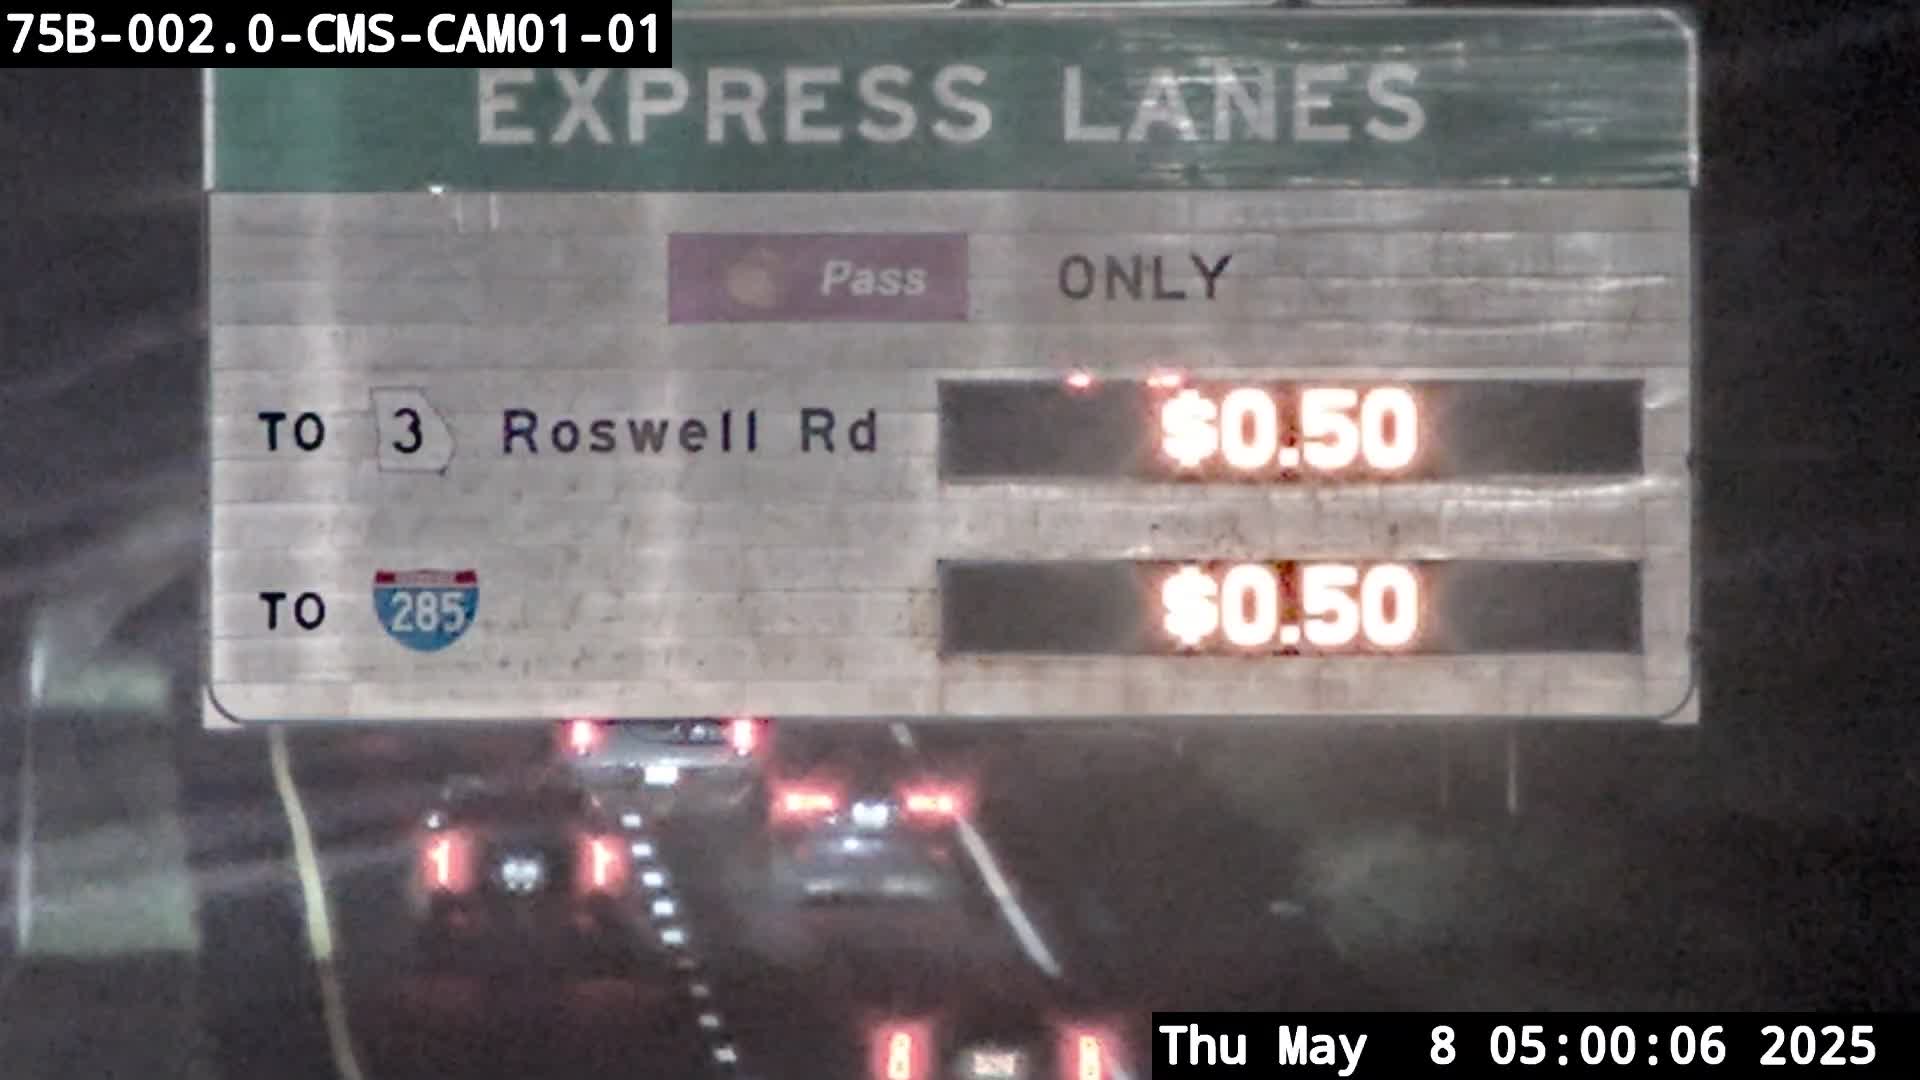 75B-002.0-CMS-CAM01-01
EXPRESS LANES
Pass ONLY
TO 3 Roswell Rd $0.50
TO 285 $0.50
Thu May 8 05:00:06 2025